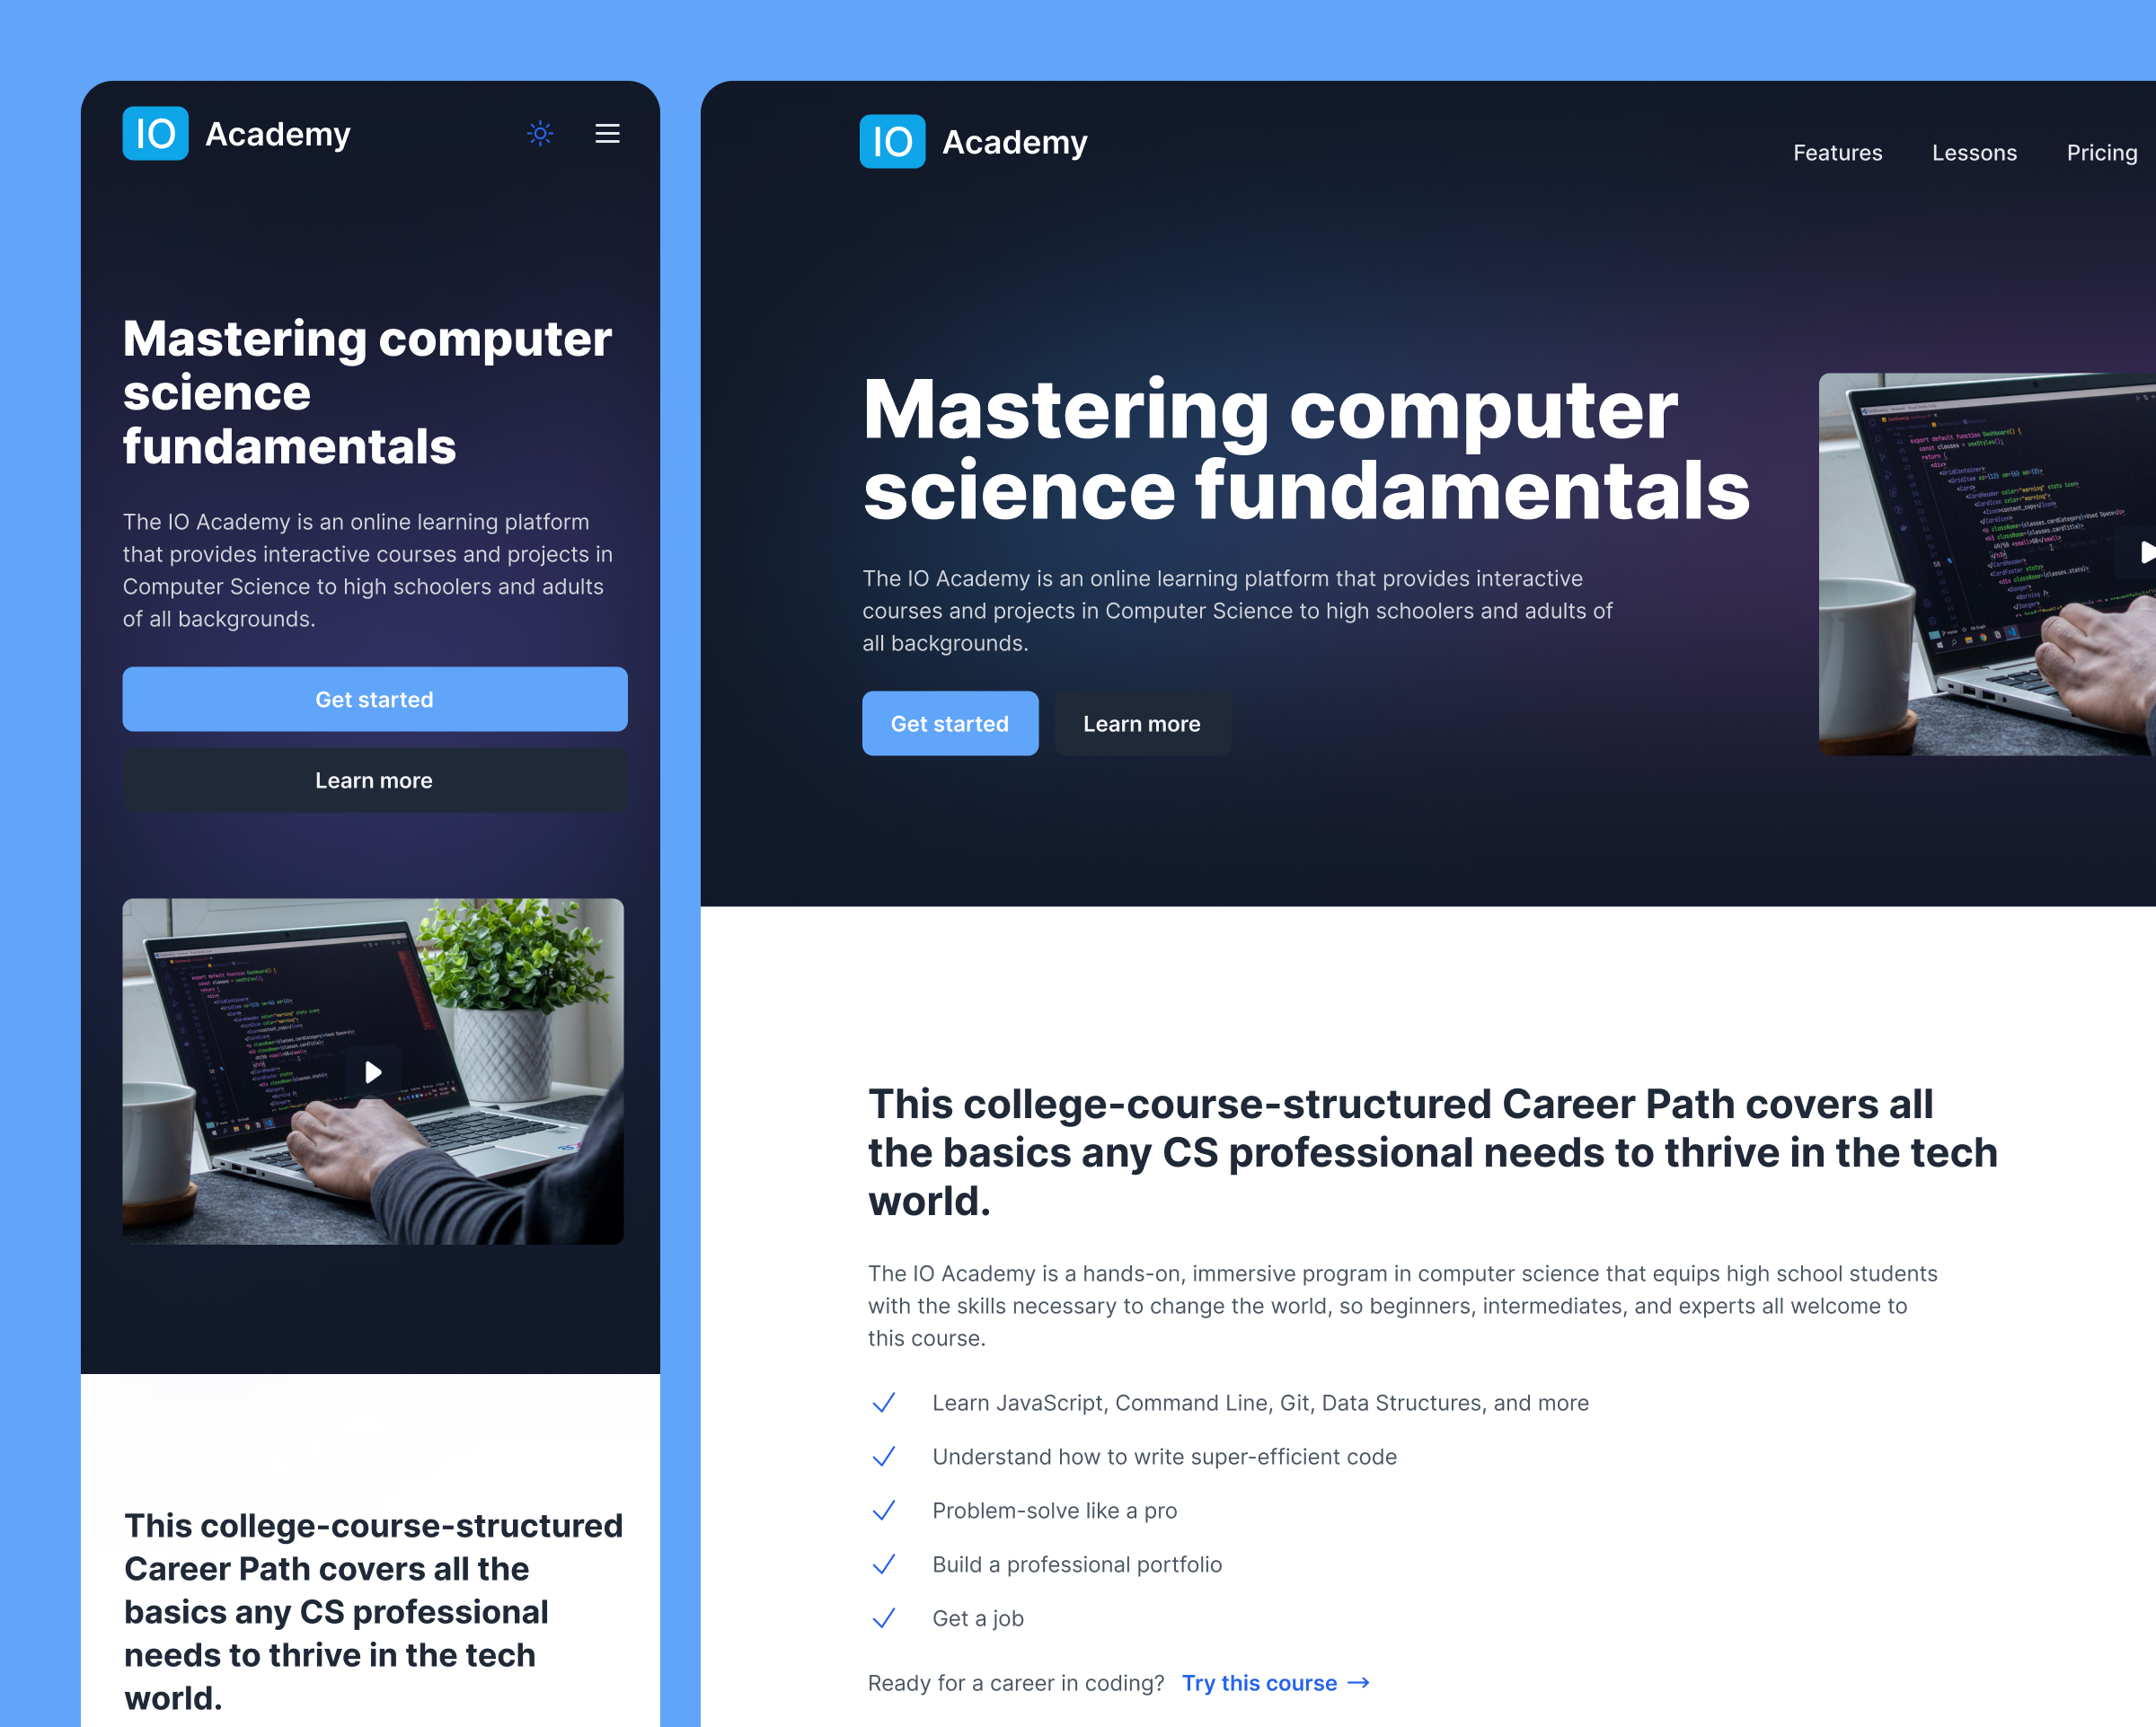 IO Academy
Mastering computer
science
fundamentals
The IO Academy is an online learning platform
that provides interactive courses and projects in
Computer Science to high schoolers and adults
of all backgrounds.
Get started
Learn more
This college-course-structured
Career Path covers all the
basics any CS professional
needs to thrive in the tech
world.
IO Academy
Features Lessons Pricing
Mastering computer
science fundamentals
The IO Academy is an online learning platform that provides interactive
courses and projects in Computer Science to high schoolers and adults of
all backgrounds.
Get started Learn more
export default function Dashboard() {
const classes = useStyles();
return (
<div>
This college-course-structured Career Path covers all
the basics any CS professional needs to thrive in the tech
world.
The IO Academy is a hands-on, immersive program in computer science that equips high school students
with the skills necessary to change the world, so beginners, intermediates, and experts all welcome to
this course.
Learn JavaScript, Command Line, Git, Data Structures, and more
Understand how to write super-efficient code
Problem-solve like a pro
Build a professional portfolio
Get a job
Ready for a career in coding? Try this course →